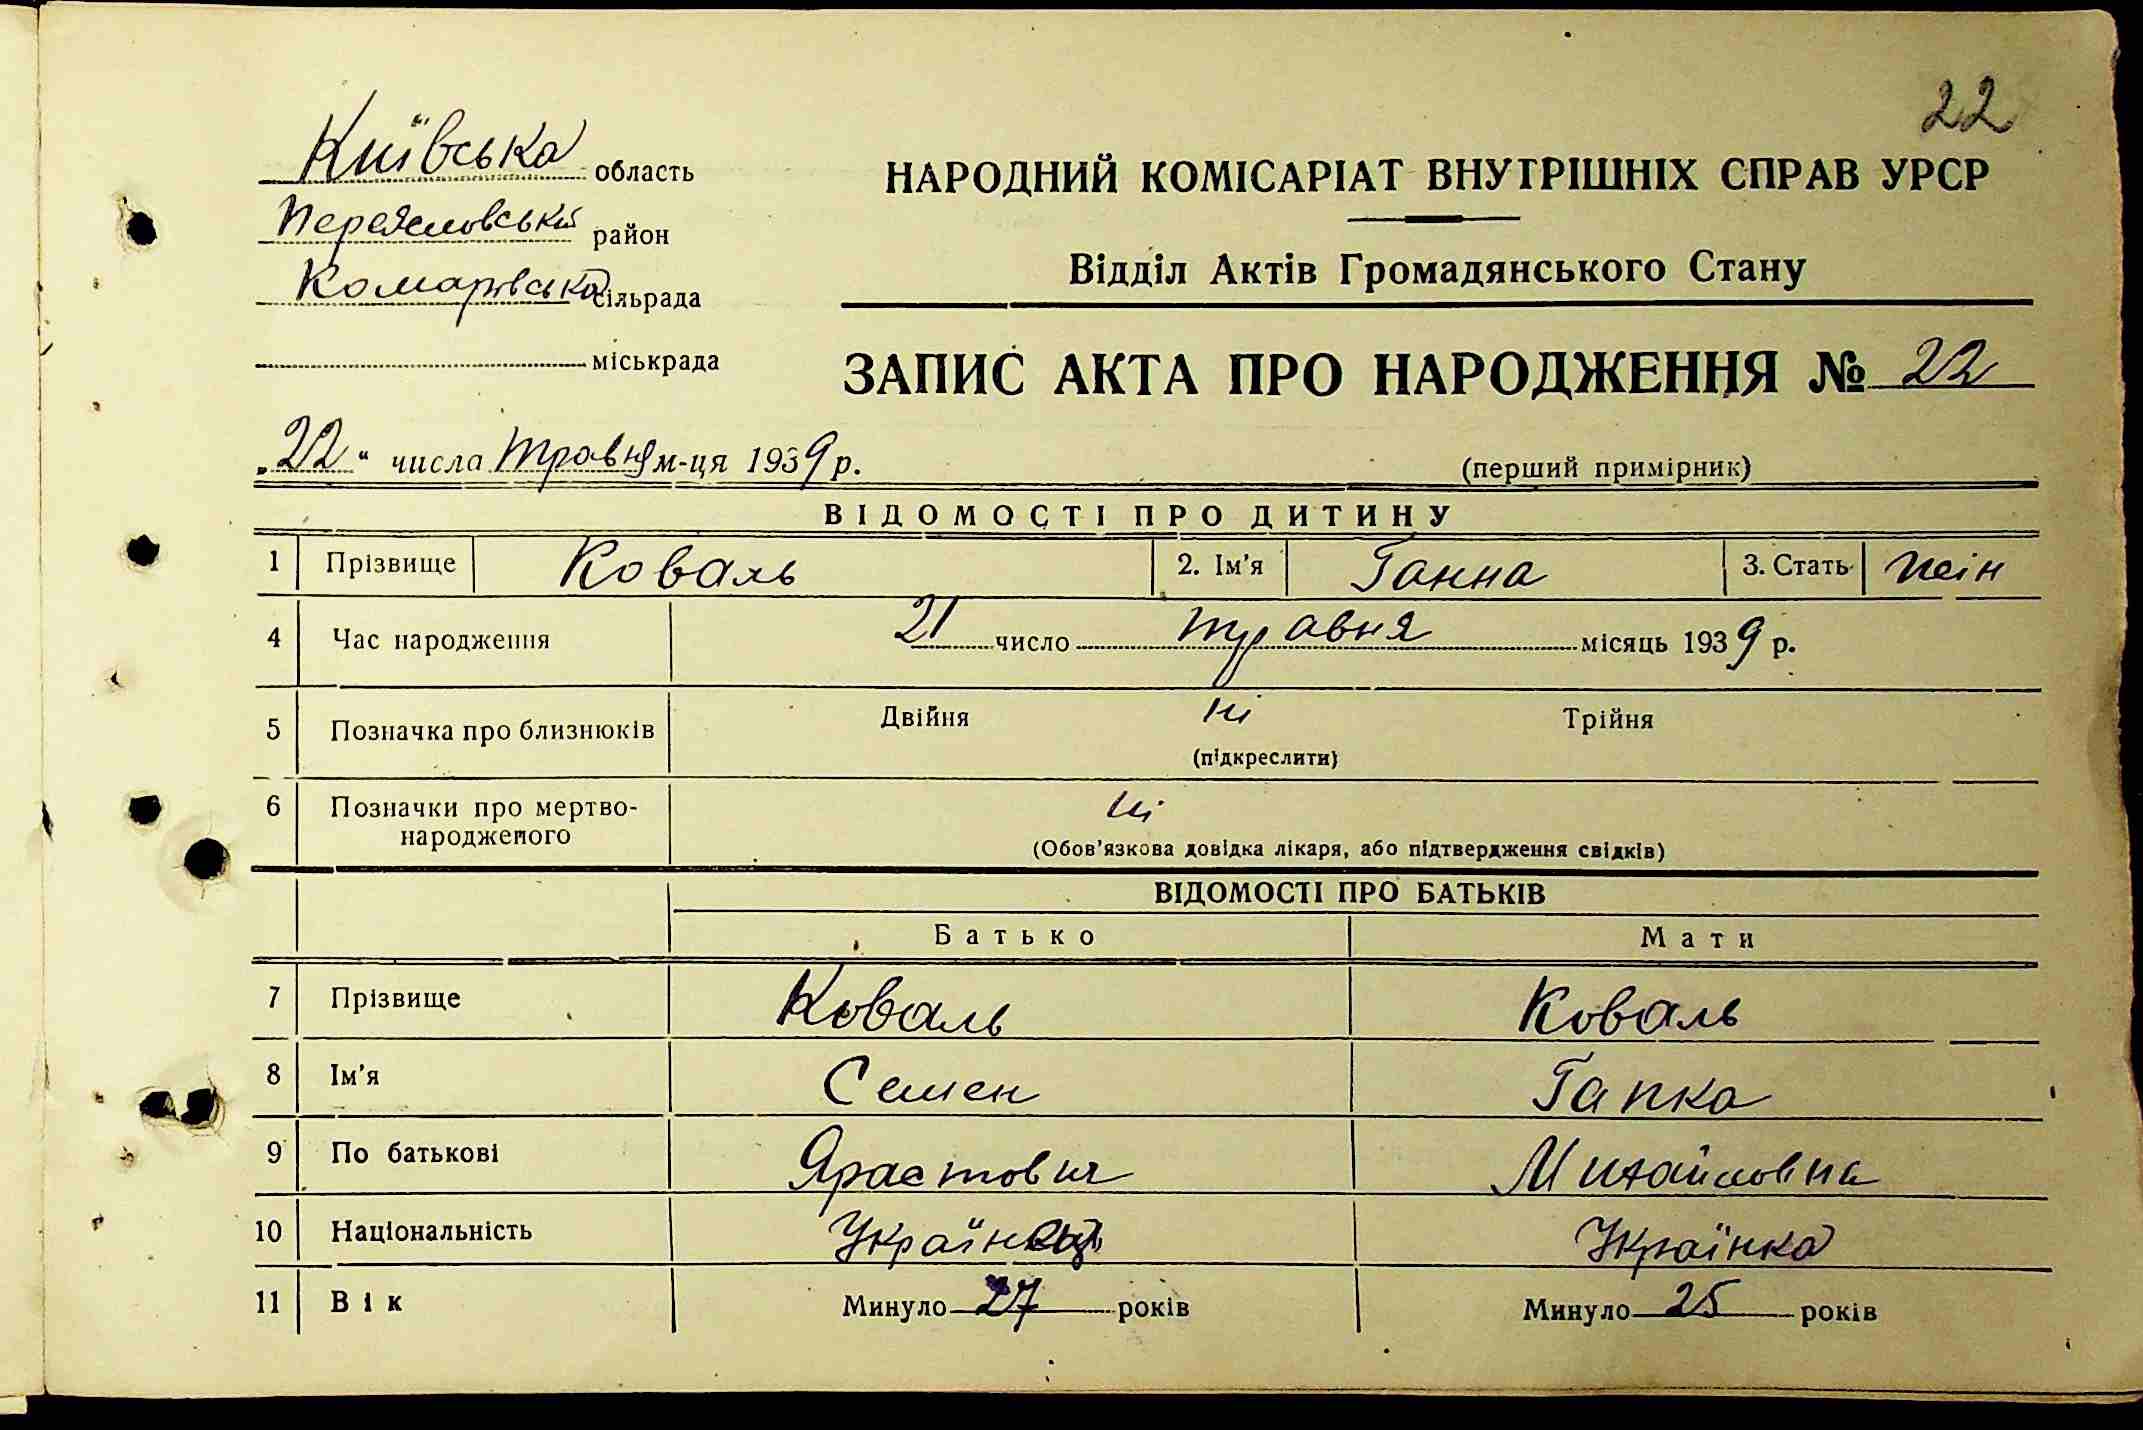 22
Київська область
НАРОДНИЙ КОМІСАРІАТ ВНУТРІШНІХ СПРАВ УРСР
Переяславський район
Відділ Актів Громадянського Стану
Комарівська сільрада
міськрада
ЗАПИС АКТА ПРО НАРОДЖЕННЯ № 22
„22“ числа травня м-ця 1939 р.
(перший примірник)
ВІДОМОСТІ ПРО ДИТИНУ
1 Прізвище Коваль 2. Ім'я Ганна 3. Стать жін
4 Час народження 21 число травня місяць 1939 р.
5 Позначка про близнюків Двійня ні Трійня
(підкреслити)
6 Позначки про мертво-
народженого ні
(Обов'язкова довідка лікаря, або підтвердження свідків)
ВІДОМОСТІ ПРО БАТЬКІВ
Батько Мати
7 Прізвище Коваль Коваль
8 Ім'я Семен Гапка
9 По батькові Михайловна
10 Національність Українець Українка
11 Вік Минуло 27 років Минуло 25 років